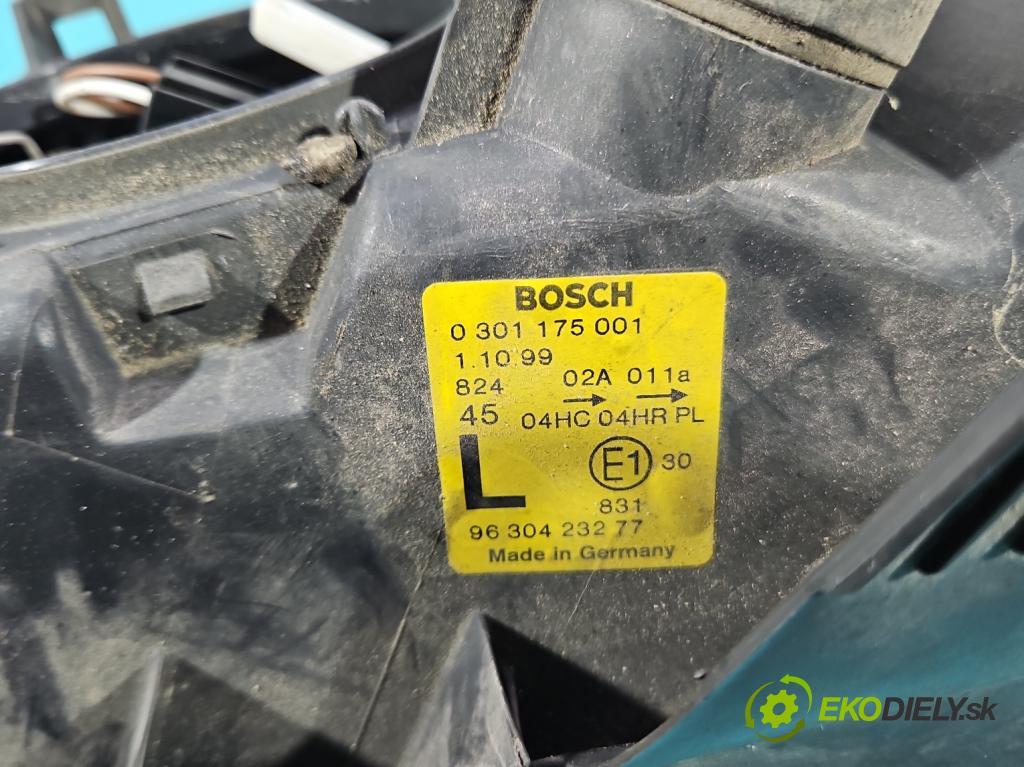 BOSCH
0 301 175 001
1.10 99
824 02A 011a
45 04HC 04HR PL
L E1 30
831
96 304 232 77
Made in Germany
EKODIELY.sk